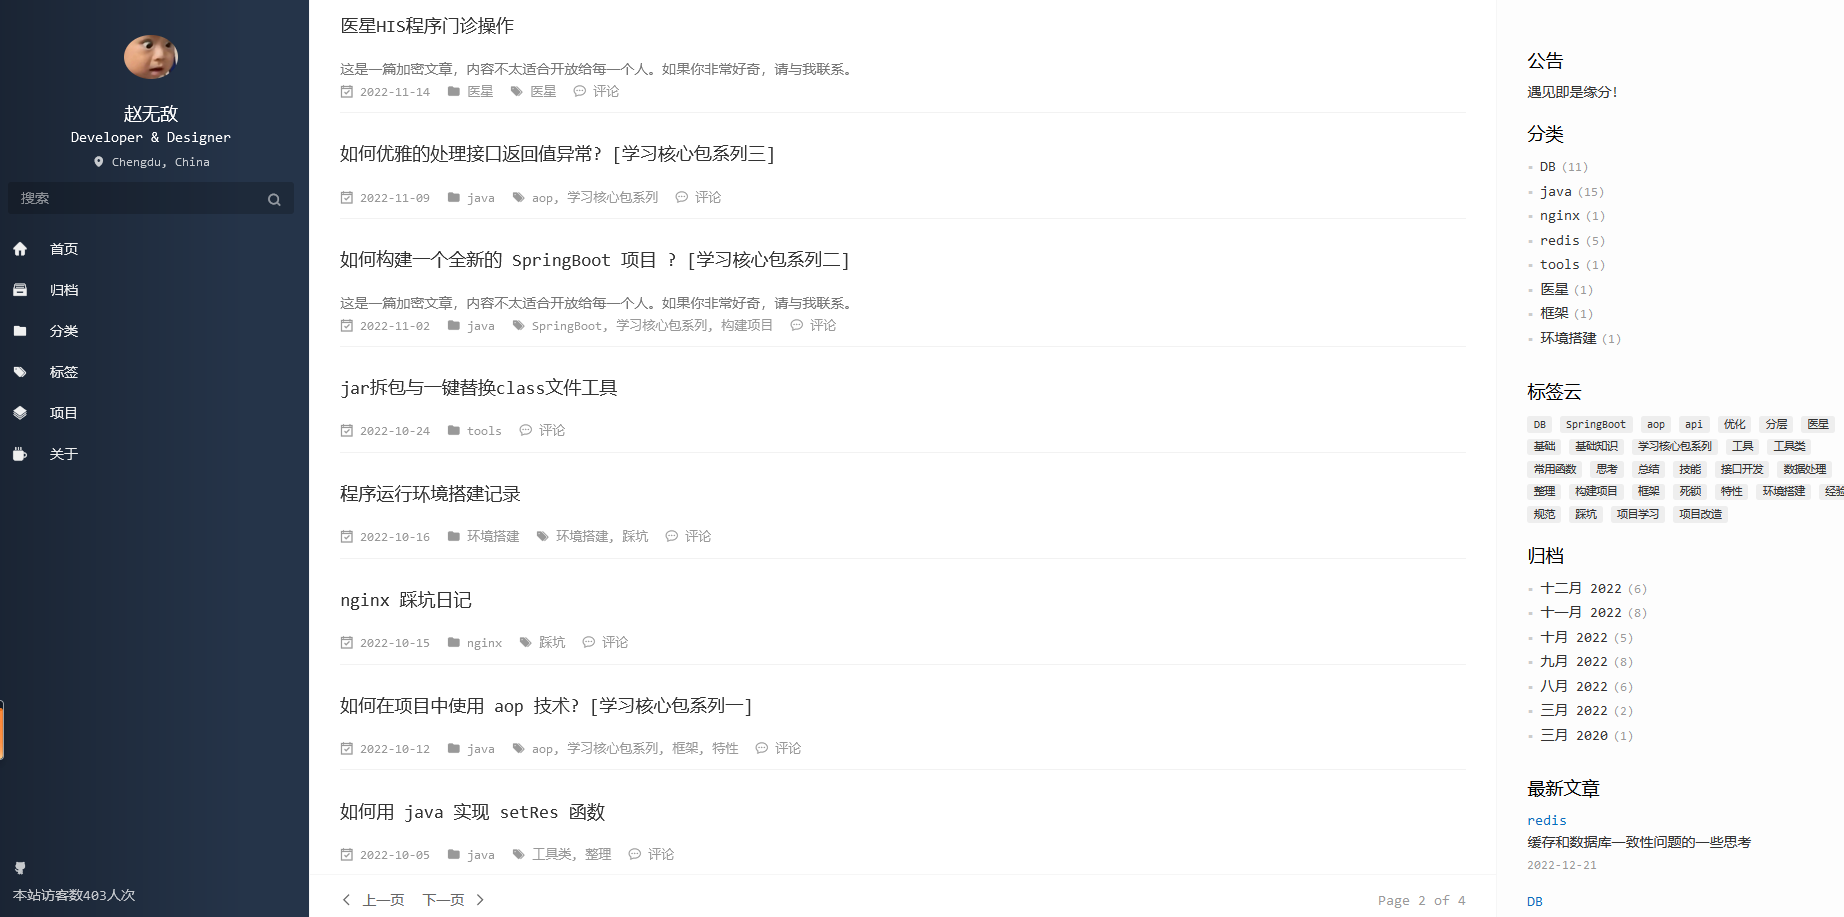 赵无敌
Developer & Designer
Chengdu, China
搜索
首页
归档
分类
标签
项目
关于
本站访客数403人次
医星HIS程序门诊操作
这是一篇加密文章，内容不太适合开放给每一个人。如果你非常好奇，请与我联系。
2022-11-14 医星 医星 评论
如何优雅的处理接口返回值异常? [学习核心包系列三]
2022-11-09 java aop, 学习核心包系列 评论
如何构建一个全新的 SpringBoot 项目 ? [学习核心包系列二]
这是一篇加密文章，内容不太适合开放给每一个人。如果你非常好奇，请与我联系。
2022-11-02 java SpringBoot, 学习核心包系列, 构建项目 评论
jar拆包与一键替换class文件工具
2022-10-24 tools 评论
程序运行环境搭建记录
2022-10-16 环境搭建 环境搭建, 踩坑 评论
nginx 踩坑日记
2022-10-15 nginx 踩坑 评论
如何在项目中使用 aop 技术? [学习核心包系列一]
2022-10-12 java aop, 学习核心包系列, 框架, 特性 评论
如何用 java 实现 setRes 函数
2022-10-05 java 工具类, 整理 评论
上一页 下一页 Page 2 of 4
公告
遇见即是缘分!
分类
DB (11)
java (15)
nginx (1)
redis (5)
tools (1)
医星 (1)
框架 (1)
环境搭建 (1)
标签云
DB SpringBoot aop api 优化 分层 医星
基础 基础知识 学习核心包系列 工具 工具类
常用函数 思考 总结 技能 接口开发 数据处理
整理 构建项目 框架 死锁 特性 环境搭建 经验
规范 踩坑 项目学习 项目改造
归档
十二月 2022 (6)
十一月 2022 (8)
十月 2022 (5)
九月 2022 (8)
八月 2022 (6)
三月 2022 (2)
三月 2020 (1)
最新文章
redis
缓存和数据库一致性问题的一些思考
2022-12-21
DB